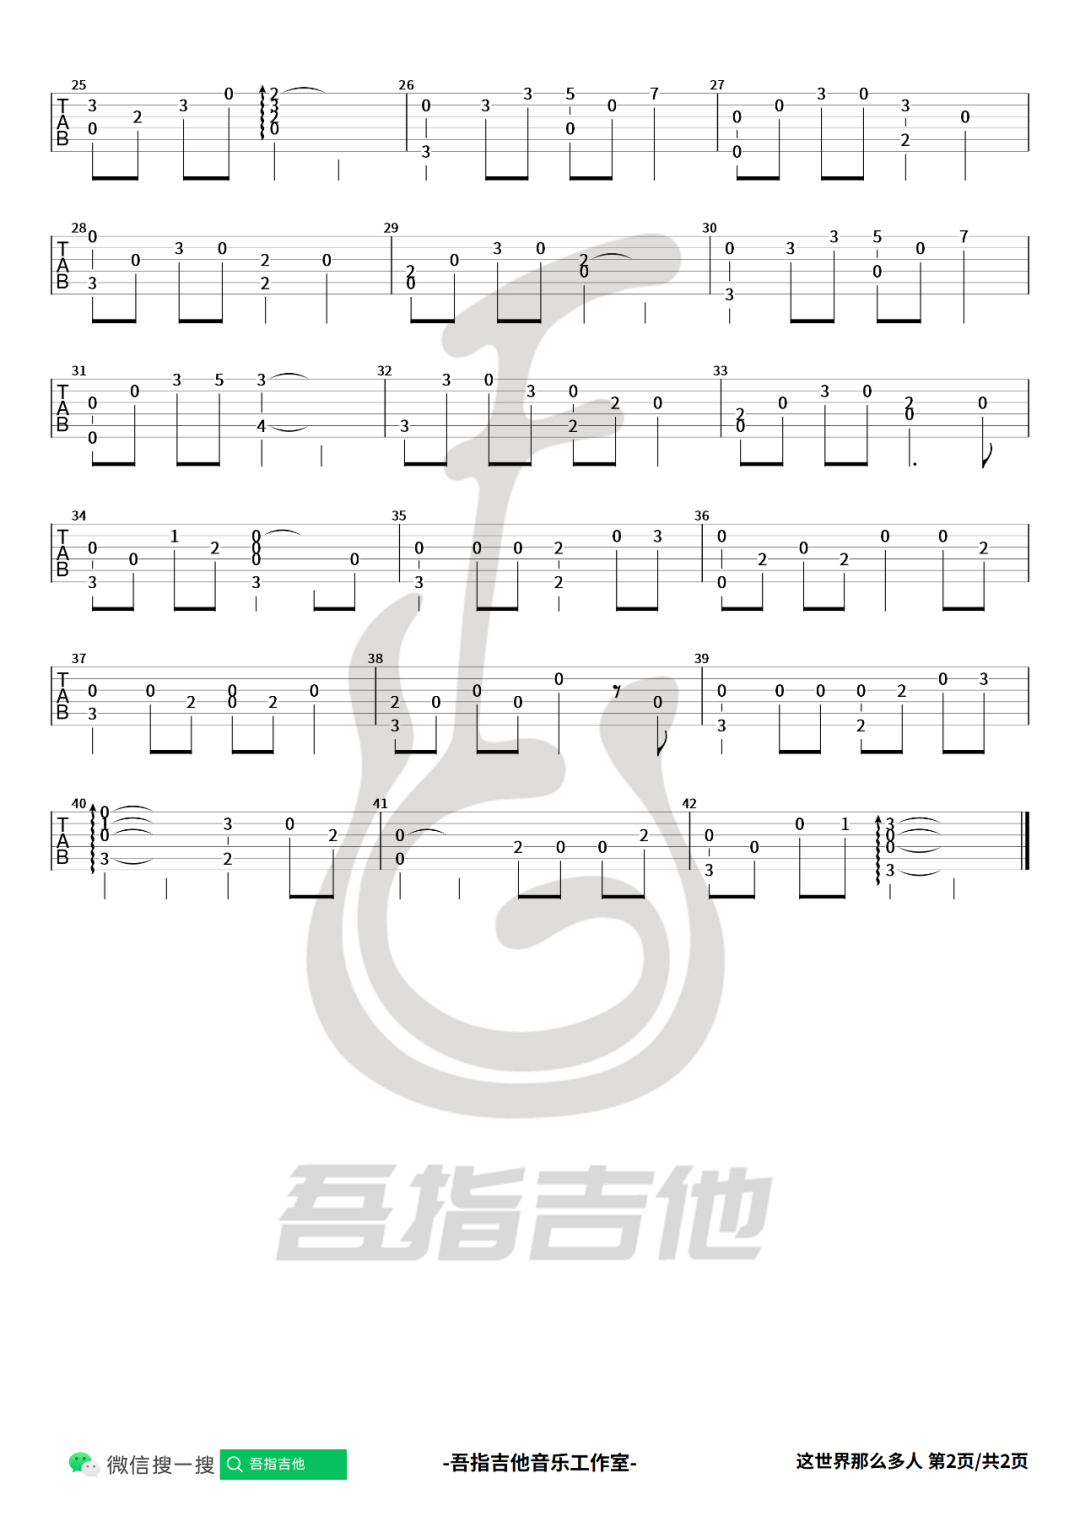 25 26 27
3 0 2 3 0 2 3 2 0 0 3 3 3 5 0 0 7 0 0 0 3 0 3 2 0
TAB
28 29 30
0 3 0 3 0 2 2 0 2 0 0 3 0 2 0 0 3 3 3 5 0 0 7
TAB
31 32 33
0 0 0 3 5 3 4 3 3 0 3 0 2 2 0 2 0 0 3 0 2 0 0
TAB
34 35 36
0 3 0 1 2 0 0 0 3 0 0 3 0 0 2 2 0 3 0 0 2 0 2 0 0 2
TAB
37 38 39
0 3 0 2 0 0 2 0 2 3 0 0 0 0 0 0 3 0 0 0 2 2 0 3
TAB
40 41 42
0 1 0 3 3 2 0 2 0 0 2 0 0 2 0 3 0 0 1 3 0 0 3
TAB
吾指吉他
微信搜一搜 吾指吉他 -吾指吉他音乐工作室- 这世界那么多人 第2页/共2页